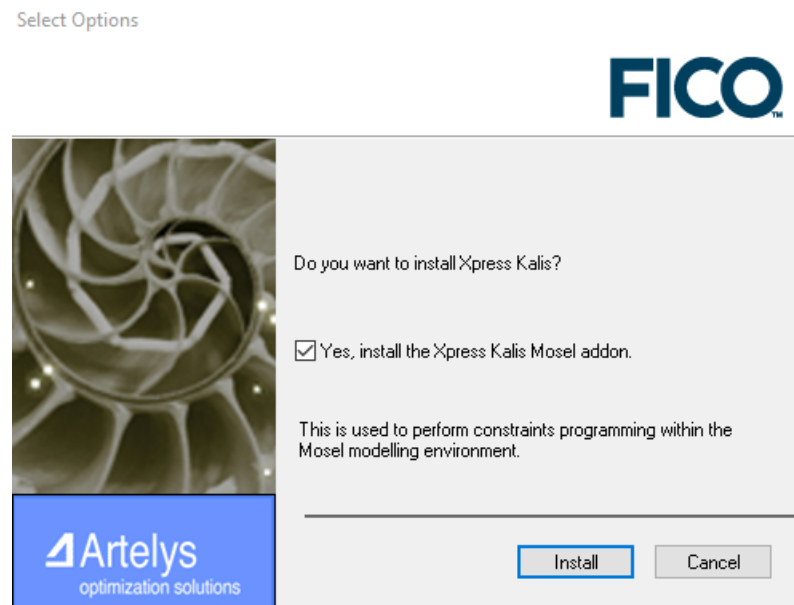 Select Options
FICO™
Do you want to install Xpress Kalis?
Yes, install the Xpress Kalis Mosel addon.
This is used to perform constraints programming within the
Mosel modelling environment.
Artelys
optimization solutions
Install
Cancel